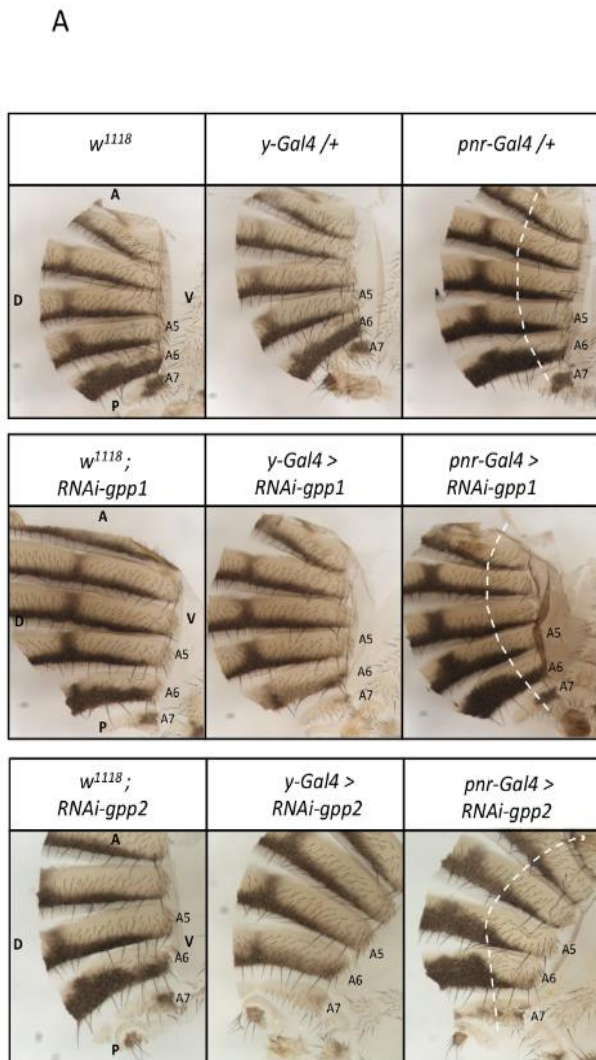 A
w1118
y-Gal4 /+
pnr-Gal4 /+
A
D
V
A5
A6
A7
P
A5
A6
A7
A5
A6
A7
w1118 ;
RNAi-gpp1
y-Gal4 >
RNAi-gpp1
pnr-Gal4 >
RNAi-gpp1
A
D
V
A5
A6
A7
P
A5
A6
A7
A5
A6
A7
w1118 ;
RNAi-gpp2
y-Gal4 >
RNAi-gpp2
pnr-Gal4 >
RNAi-gpp2
A
D
A5
V
A6
A7
P
A5
A6
A7
A5
A6
A7